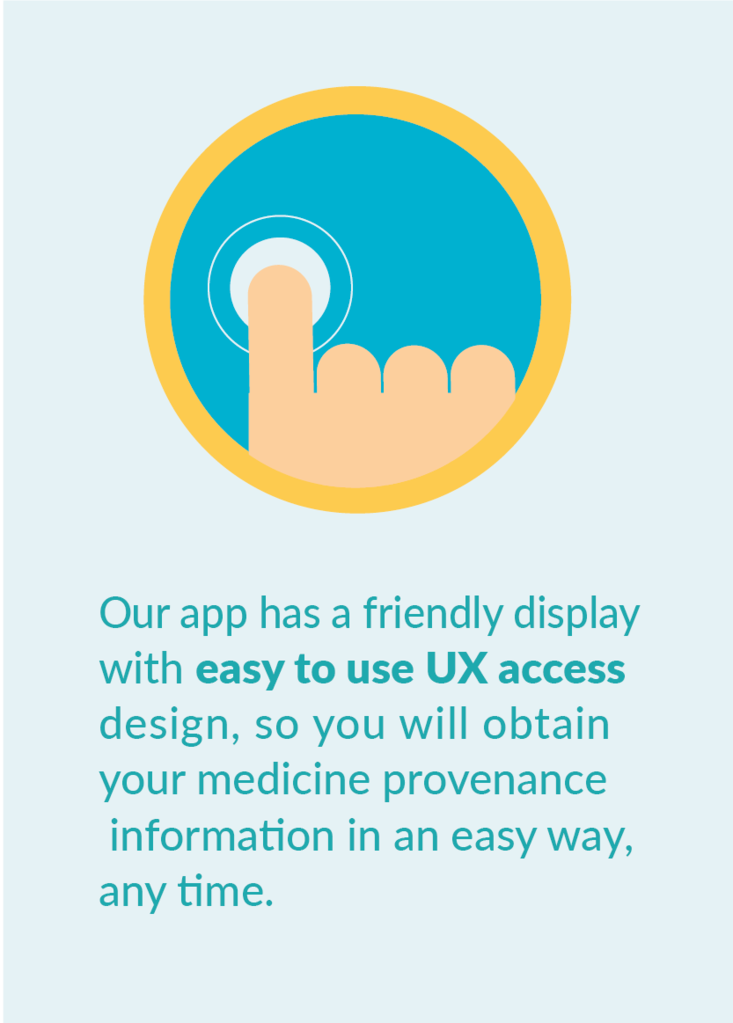 Our app has a friendly display
with easy to use UX access
design, so you will obtain
your medicine provenance
information in an easy way,
any time.